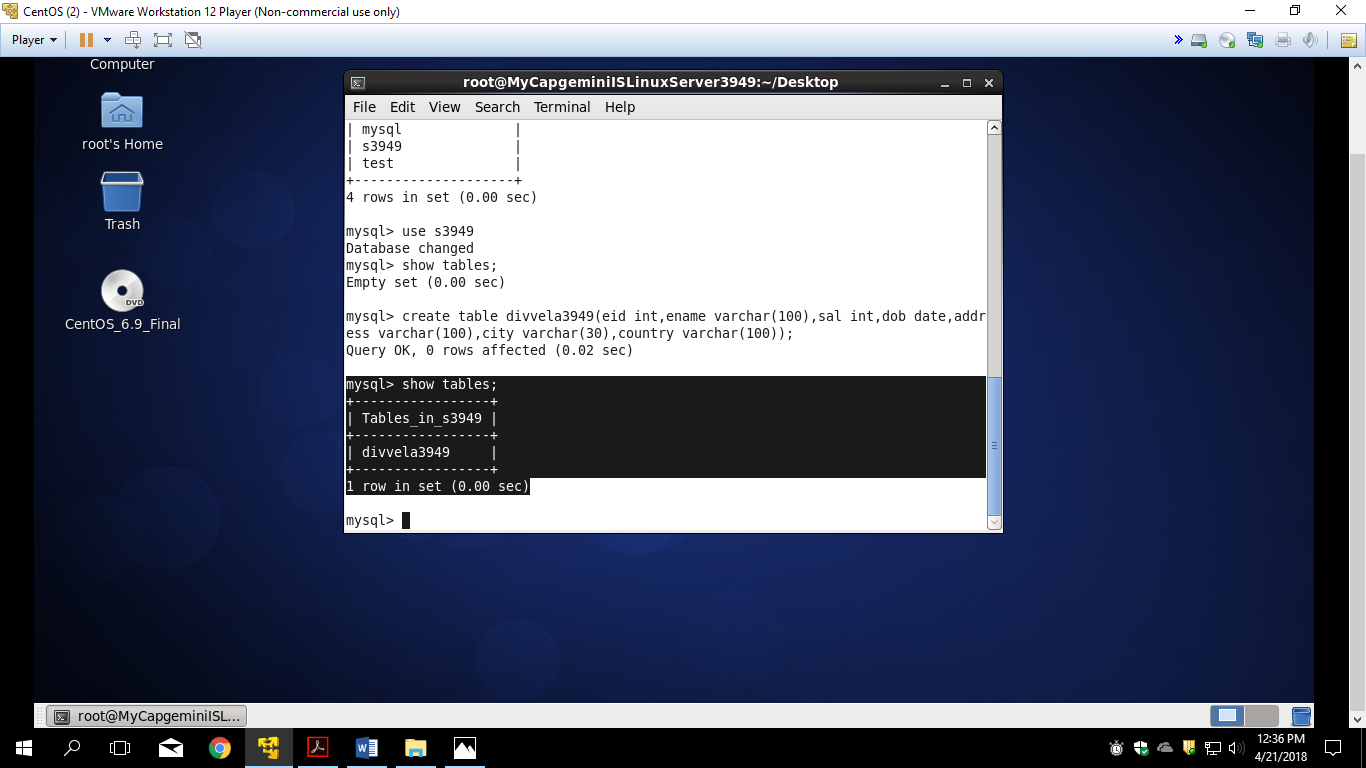 CentOS (2) - VMware Workstation 12 Player (Non-commercial use only)
Player
Computer
root's Home
Trash
DVD
CentOS_6.9_Final
root@MyCapgeminiISLinuxServer3949:~/Desktop
File Edit View Search Terminal Help
| mysql              |
| s3949              |
| test               |
+--------------------+
4 rows in set (0.00 sec)
mysql> use s3949
Database changed
mysql> show tables;
Empty set (0.00 sec)
mysql> create table divvela3949(eid int,ename varchar(100),sal int,dob date,addr
ess varchar(100),city varchar(30),country varchar(100));
Query OK, 0 rows affected (0.02 sec)
mysql> show tables;
+-----------------+
| Tables_in_s3949 |
+-----------------+
| divvela3949     |
+-----------------+
1 row in set (0.00 sec)
mysql>
root@MyCapgeminiISL...
12:36 PM
4/21/2018